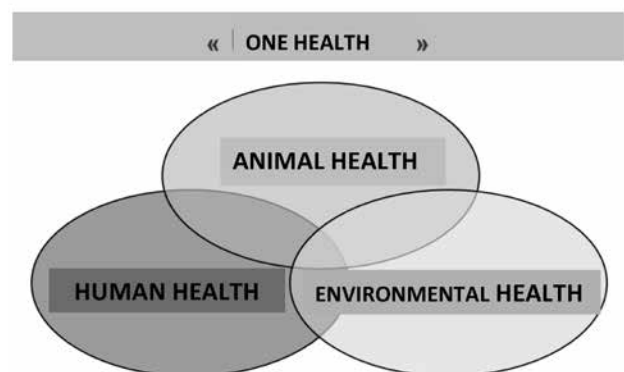 « ONE HEALTH »
ANIMAL HEALTH
HUMAN HEALTH
ENVIRONMENTAL HEALTH